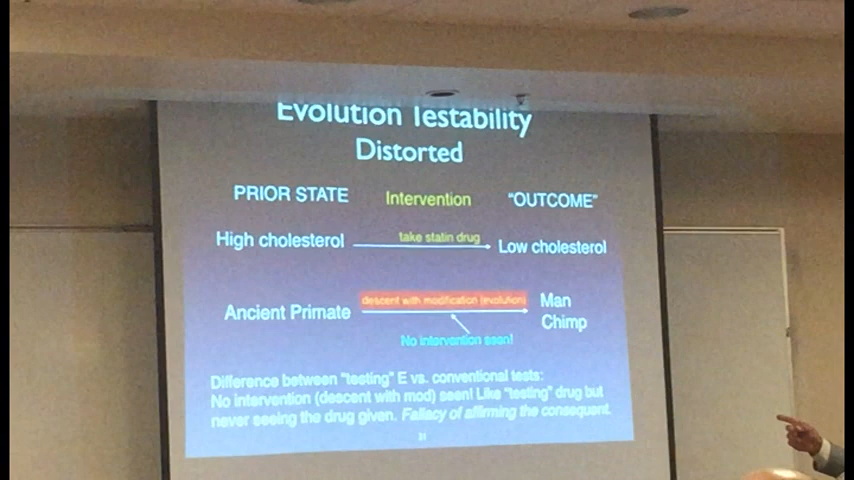 Evolution Testability
Distorted
PRIOR STATE Intervention "OUTCOME"
High cholesterol take statin drug Low cholesterol
Ancient Primate descent with modification (evolution) Man
Chimp
No intervention seen!
Difference between "testing" E vs. conventional tests:
No intervention (descent with mod) seen! Like "testing" drug but
never seeing the drug given. Fallacy of affirming the consequent.